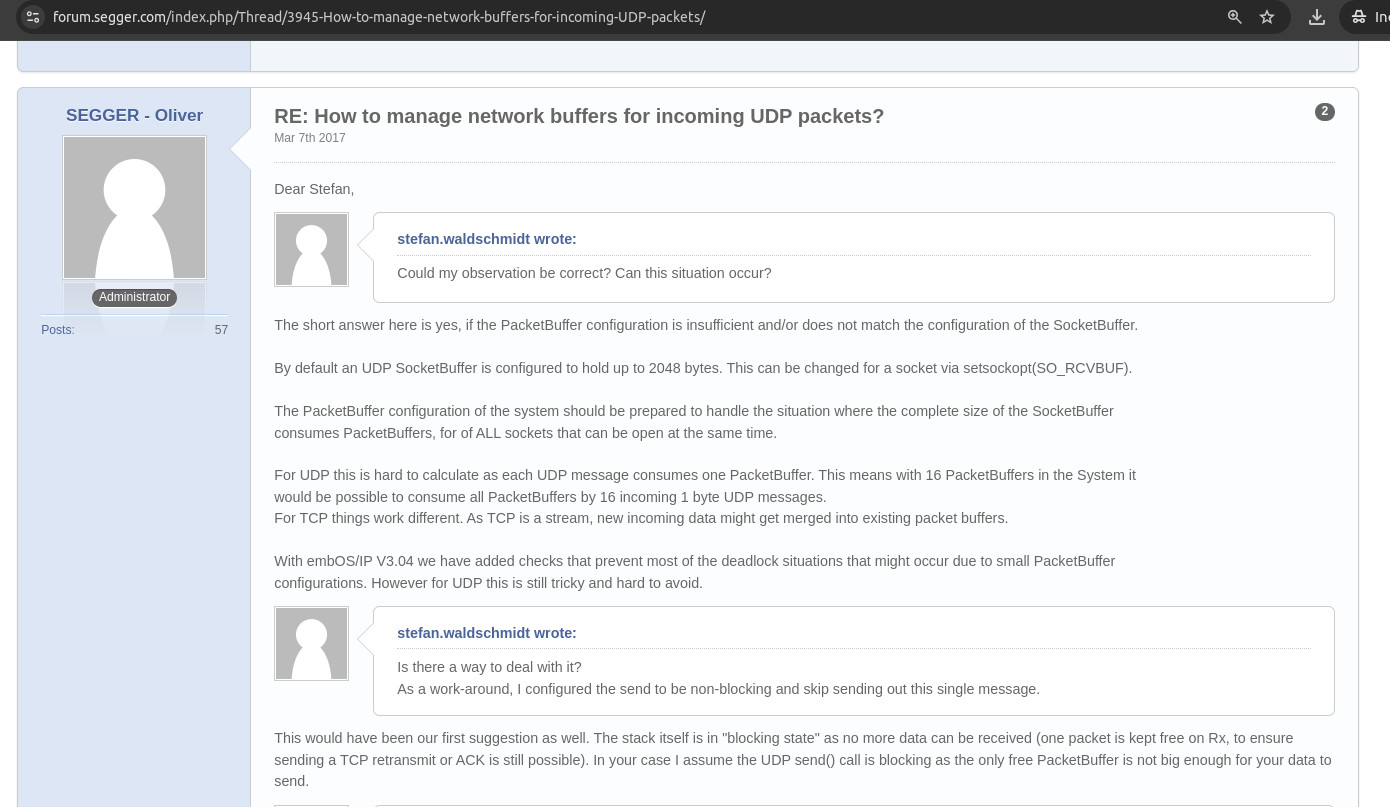 forum.segger.com/index.php/Thread/3945-How-to-manage-network-buffers-for-incoming-UDP-packets/
SEGGER - Oliver
Administrator
Posts: 57
RE: How to manage network buffers for incoming UDP packets?
2
Mar 7th 2017
Dear Stefan,
stefan.waldschmidt wrote:
Could my observation be correct? Can this situation occur?
The short answer here is yes, if the PacketBuffer configuration is insufficient and/or does not match the configuration of the SocketBuffer.
By default an UDP SocketBuffer is configured to hold up to 2048 bytes. This can be changed for a socket via setsockopt(SO_RCVBUF).
The PacketBuffer configuration of the system should be prepared to handle the situation where the complete size of the SocketBuffer
consumes PacketBuffers, for of ALL sockets that can be open at the same time.
For UDP this is hard to calculate as each UDP message consumes one PacketBuffer. This means with 16 PacketBuffers in the System it
would be possible to consume all PacketBuffers by 16 incoming 1 byte UDP messages.
For TCP things work different. As TCP is a stream, new incoming data might get merged into existing packet buffers.
With embOS/IP V3.04 we have added checks that prevent most of the deadlock situations that might occur due to small PacketBuffer
configurations. However for UDP this is still tricky and hard to avoid.
stefan.waldschmidt wrote:
Is there a way to deal with it?
As a work-around, I configured the send to be non-blocking and skip sending out this single message.
This would have been our first suggestion as well. The stack itself is in "blocking state" as no more data can be received (one packet is kept free on Rx, to ensure
sending a TCP retransmit or ACK is still possible). In your case I assume the UDP send() call is blocking as the only free PacketBuffer is not big enough for your data to
send.